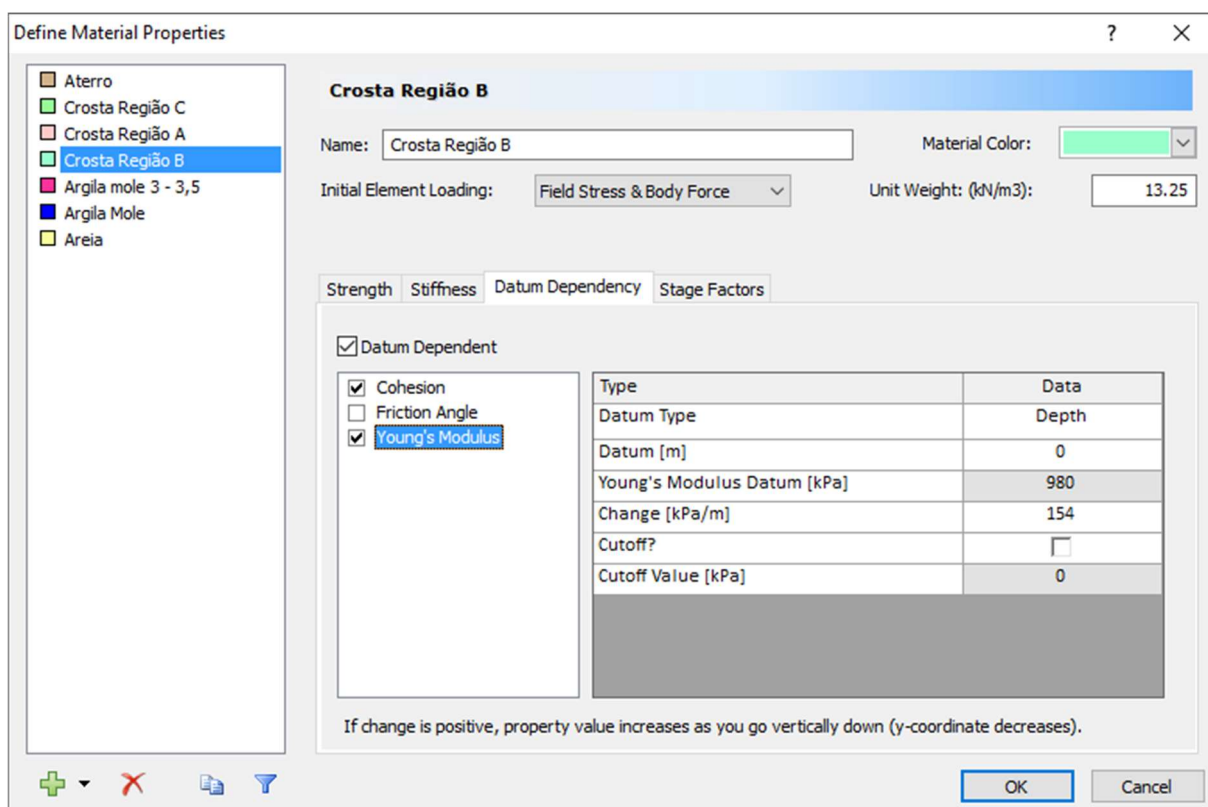 Define Material Properties ?
Aterro
Crosta Região C
Crosta Região A
Crosta Região B
Argila mole 3 - 3,5
Argila Mole
Areia
Crosta Região B
Name: Crosta Região B Material Color:
Initial Element Loading: Field Stress & Body Force Unit Weight: (kN/m3): 13.25
Strength Stiffness Datum Dependency Stage Factors
Datum Dependent
Cohesion
Friction Angle
Young's Modulus
Type Data
Datum Type Depth
Datum [m] 0
Young's Modulus Datum [kPa] 980
Change [kPa/m] 154
Cutoff?
Cutoff Value [kPa] 0
If change is positive, property value increases as you go vertically down (y-coordinate decreases).
OK Cancel